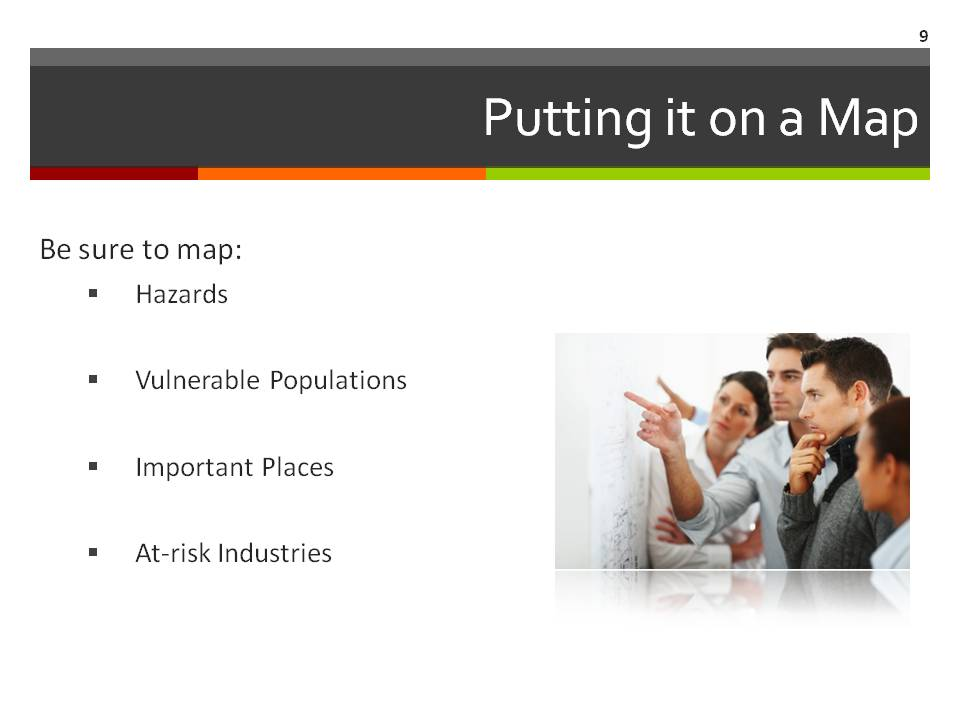 9
Putting it on a Map
Be sure to map:
▪ Hazards
▪ Vulnerable Populations
▪ Important Places
▪ At-risk Industries